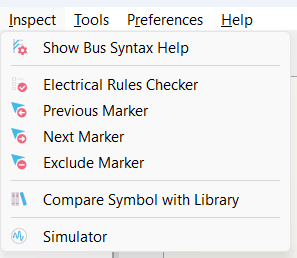 Inspect Tools Preferences Help
Show Bus Syntax Help
Electrical Rules Checker
Previous Marker
Next Marker
Exclude Marker
Compare Symbol with Library
Simulator